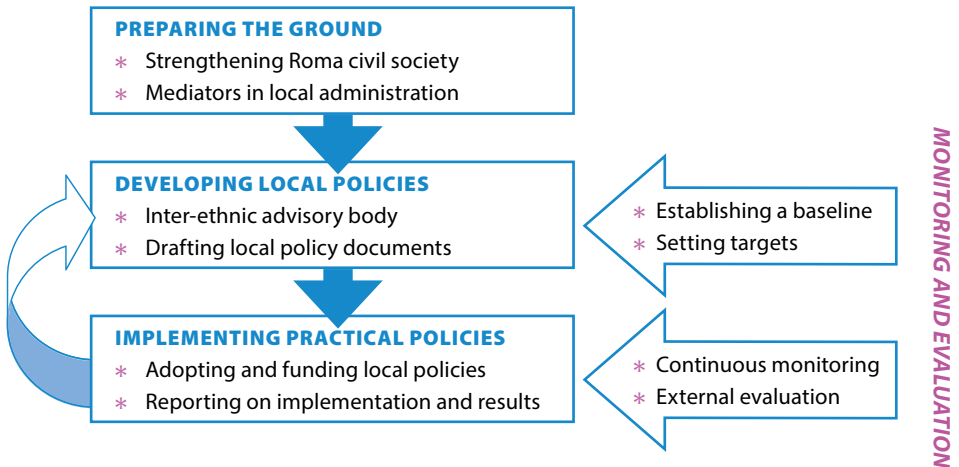 PREPARING THE GROUND
* Strengthening Roma civil society
* Mediators in local administration
DEVELOPING LOCAL POLICIES
* Inter-ethnic advisory body
* Drafting local policy documents
* Establishing a baseline
* Setting targets
IMPLEMENTING PRACTICAL POLICIES
* Adopting and funding local policies
* Reporting on implementation and results
* Continuous monitoring
* External evaluation
MONITORING AND EVALUATION